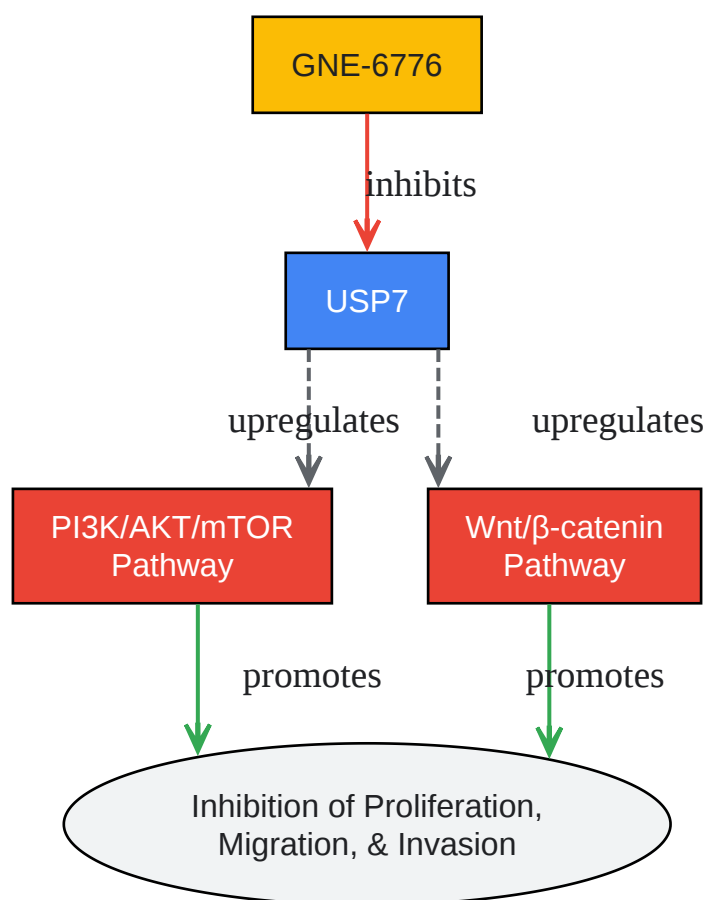 GNE-6776
inhibits
USP7
upregulates
upregulates
PI3K/AKT/mTOR
Pathway
Wnt/β-catenin
Pathway
promotes
promotes
Inhibition of Proliferation,
Migration, & Invasion